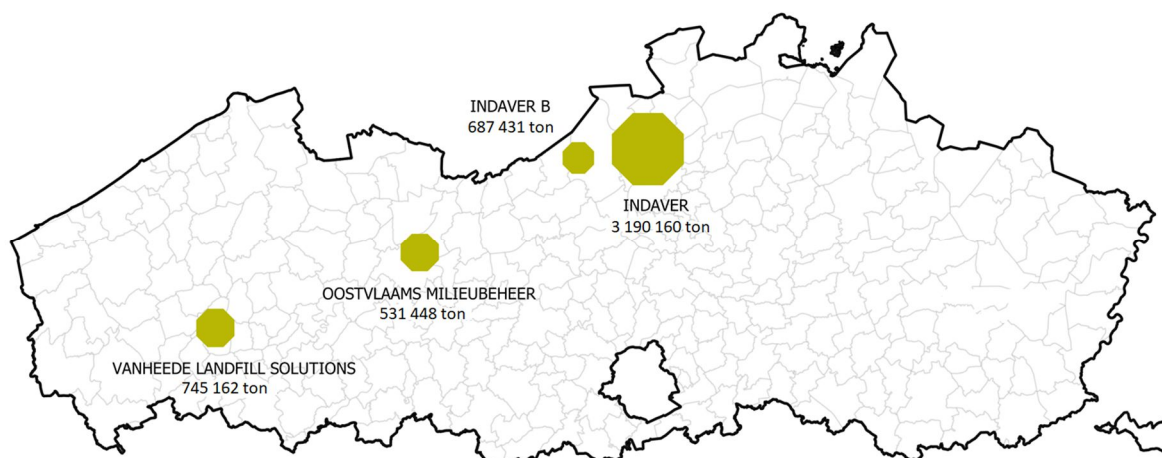 INDAVER B
687 431 ton
INDAVER
3 190 160 ton
OOSTVLAAMS MILIEUBEHEER
531 448 ton
VANHEEDE LANDFILL SOLUTIONS
745 162 ton